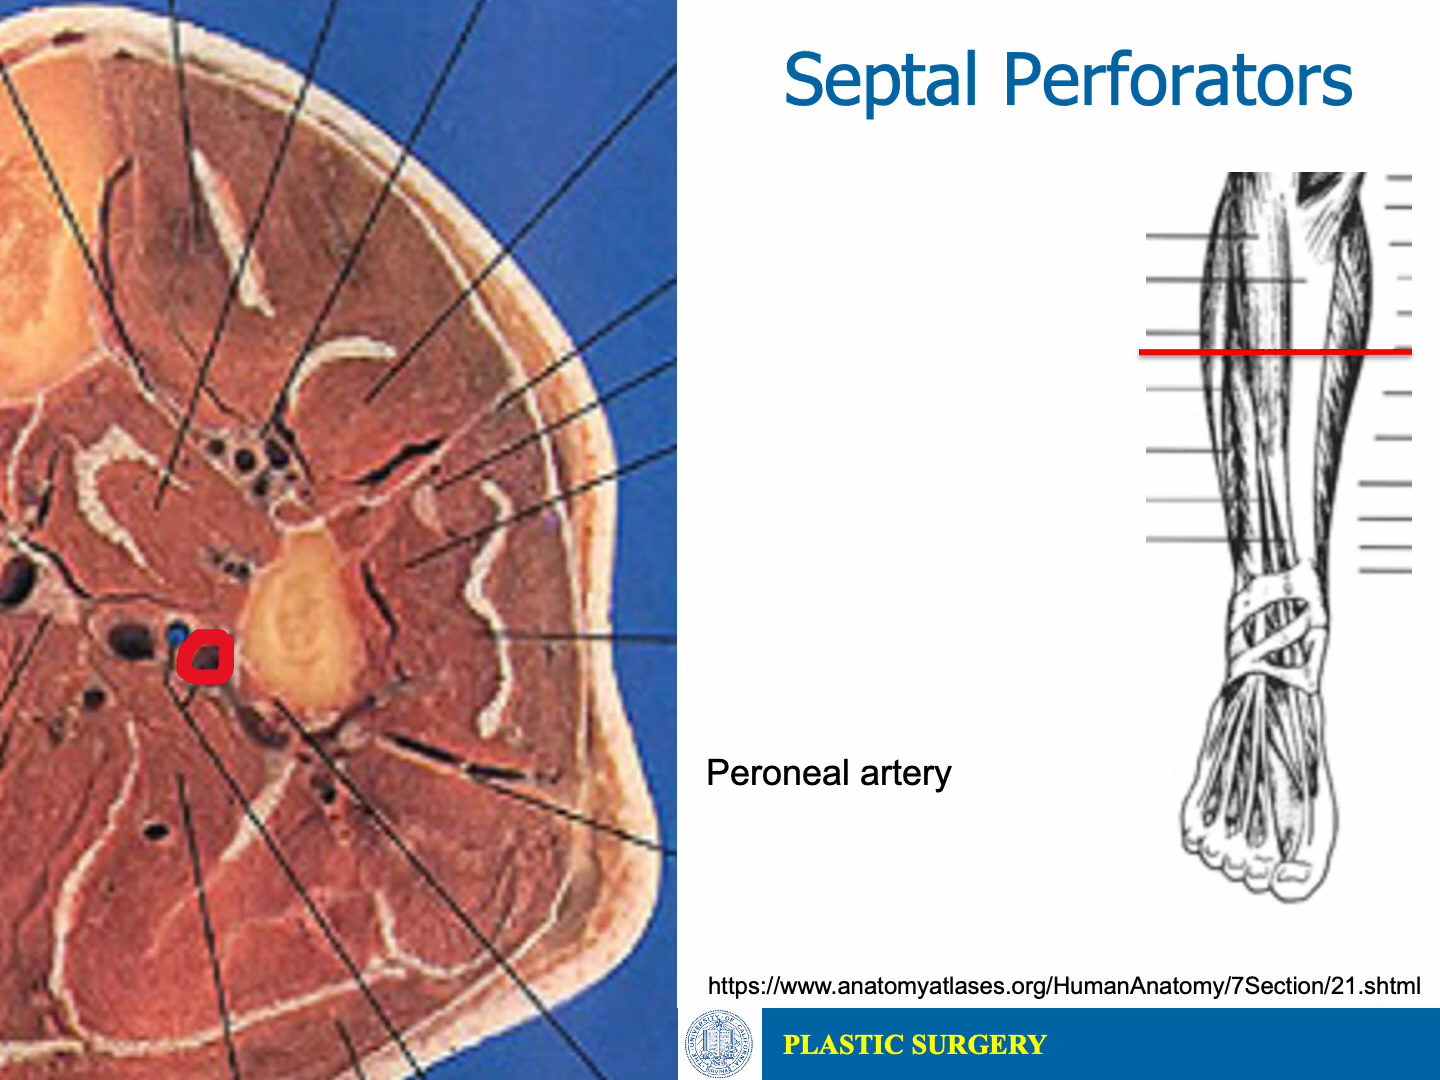 Septal Perforators
Peroneal artery
https://www.anatomyatlases.org/HumanAnatomy/7Section/21.shtml
PLASTIC SURGERY